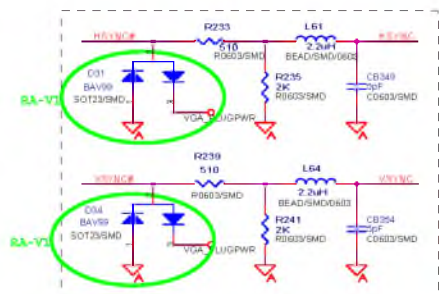 R233
L61
HSYNC#
510
2.2uH
HSYNC
R0603/SMD
BEAD/SMD/0603
D31
BAV99
SOT23/SMD
R235
2K
R0603/SMD
CB349
5pF
C0603/SMD
RA-V1
VGA_PLUGPWR
A
A
A
R239
L64
VSYNC#
510
2.2uH
VSYNC
R0603/SMD
BEAD/SMD/0603
BAV99
SOT23/SMD
R241
2K
R0603/SMD
CB354
5pF
C0603/SMD
RA-V1
VGA_PLUGPWR
A
A
A